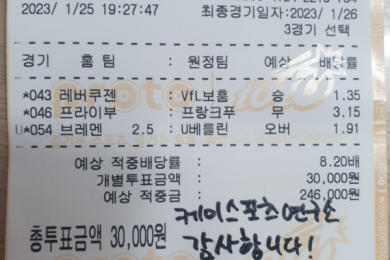 2023/ 1/25 19:27:47 최종경기일자:2023/ 1/26
3경기 선택
경기 홈 팀 : 원정팀 예상 배당률
*043 레버쿠젠 : VfL보훔 승 1.35
*046 프라이부 : 프랑크푸 무 3.15
U*054 브레멘 2.5 : U베를린 오버 1.91
예상 적중배당률 : 8.20배
개별투표금액 : 30,000원
예상 적중금 : 246,000원
케이스포츠연구소
총투표금액 30,000원 감사합니다!